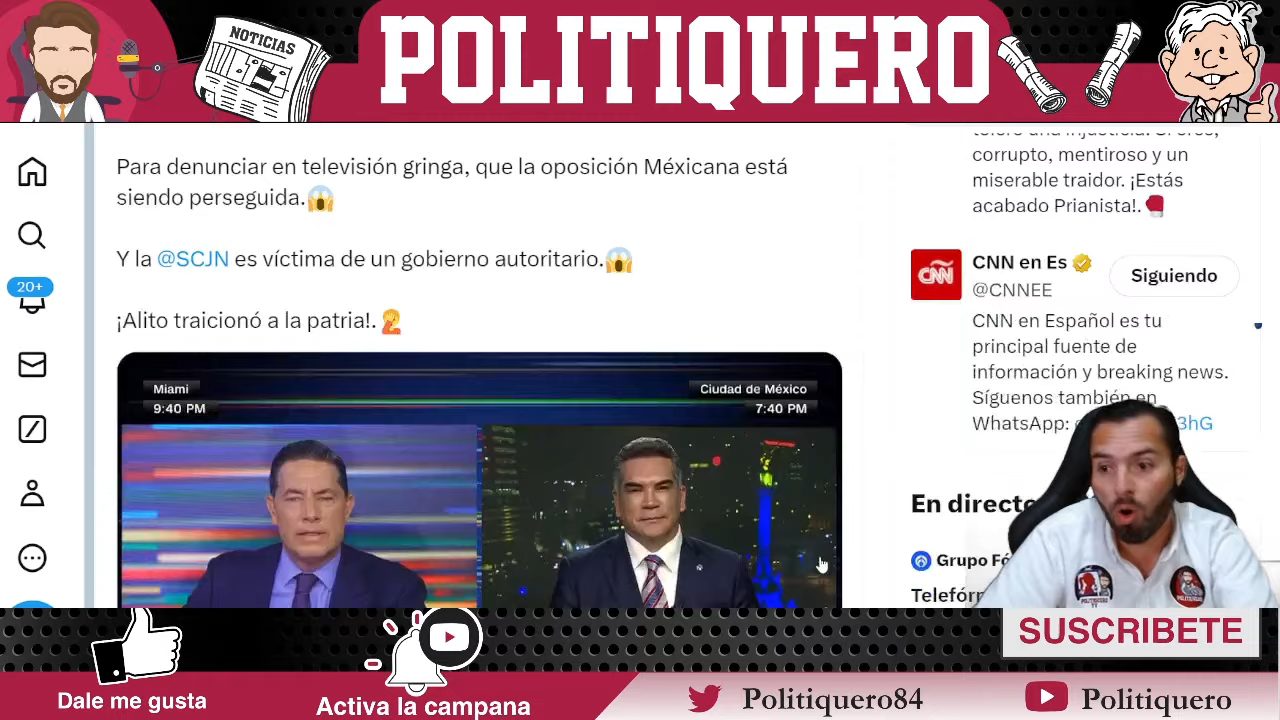 NOTICIAS
POLITIQUERO
Para denunciar en televisión gringa, que la oposición Méxicana está
siendo perseguida.
Y la @SCJN es víctima de un gobierno autoritario.
¡Alito traicionó a la patria!.
20+
Miami
9:40 PM
Ciudad de México
7:40 PM
corrupto, mentiroso y un
miserable traidor. ¡Estás
acabado Prianista!.
CNN
CNN en Es
@CNNEE
Siguiendo
CNN en Español es tu
principal fuente de
información y breaking news.
Síguenos también en
WhatsApp:
3hG
En directo
Grupo Fó
Telefór
SUSCRIBETE
Dale me gusta
Activa la campana
Politiquero84
Politiquero